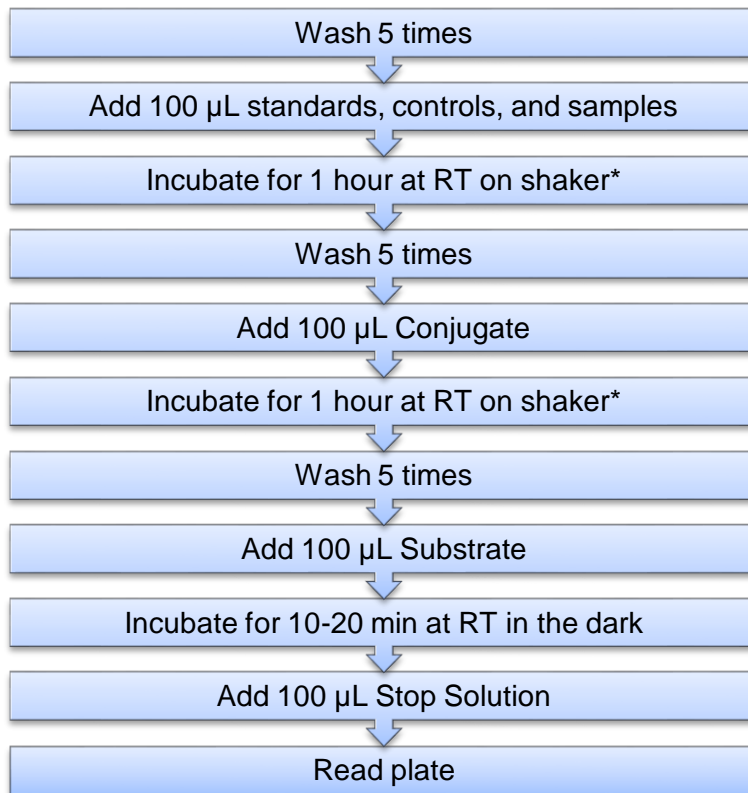 Wash 5 times
Add 100 µL standards, controls, and samples
Incubate for 1 hour at RT on shaker*
Wash 5 times
Add 100 µL Conjugate
Incubate for 1 hour at RT on shaker*
Wash 5 times
Add 100 µL Substrate
Incubate for 10-20 min at RT in the dark
Add 100 µL Stop Solution
Read plate